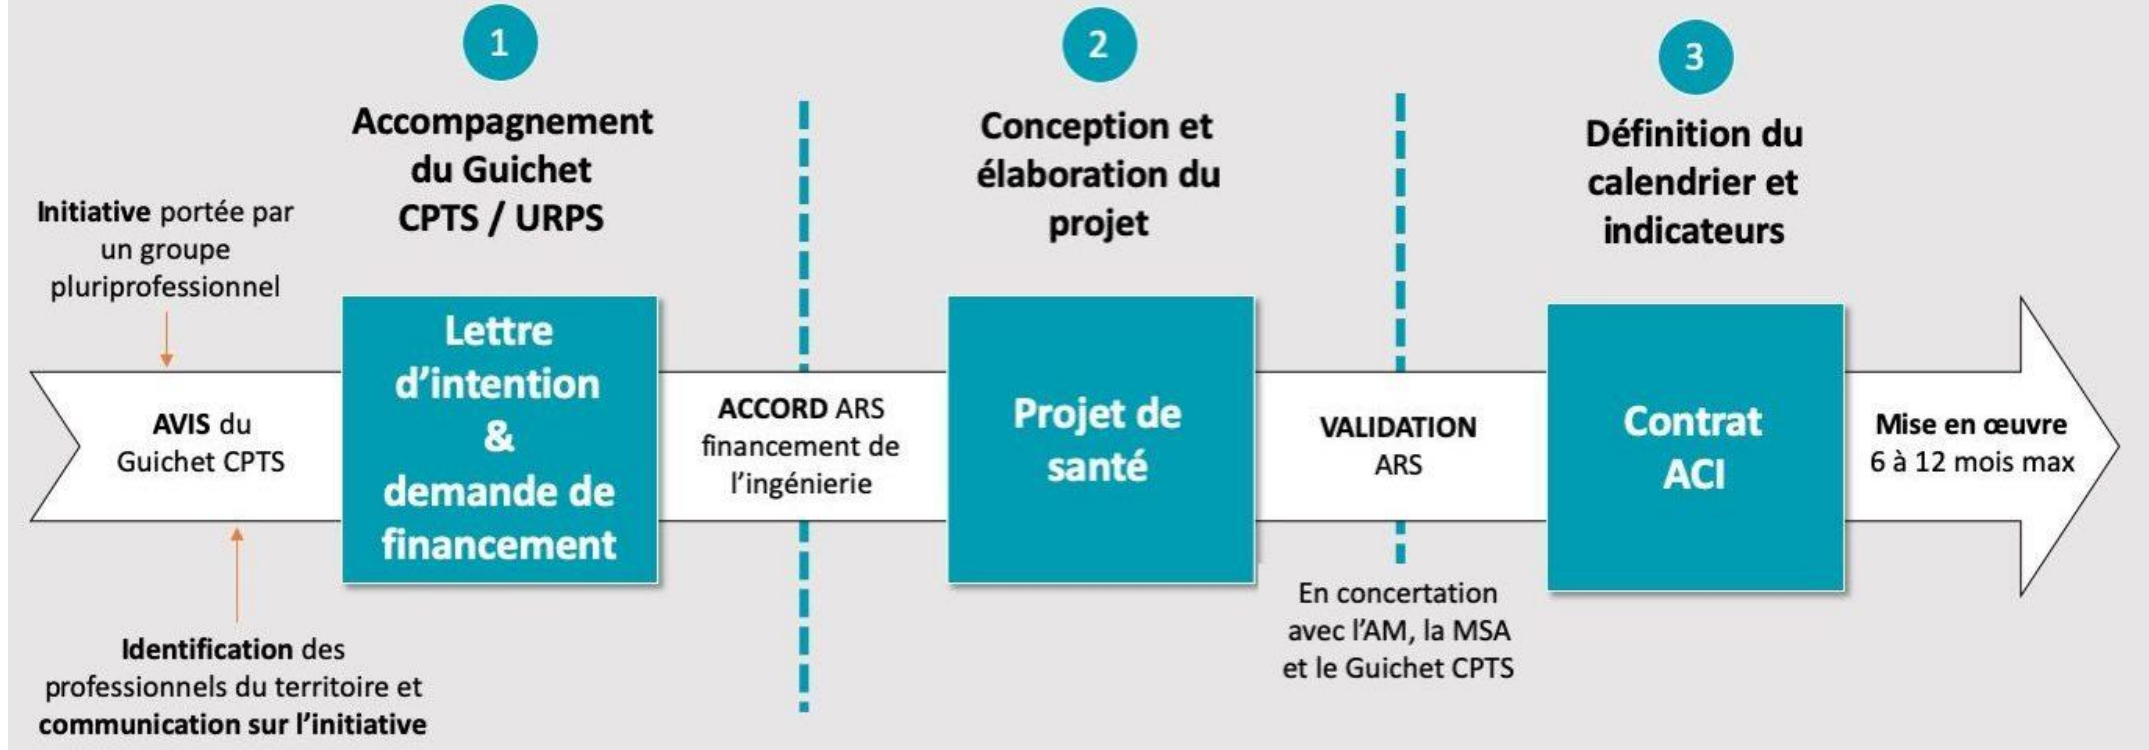 1
Accompagnement
du Guichet
CPTS / URPS
2
Conception et
élaboration du
projet
3
Définition du
calendrier et
indicateurs
Initiative portée par
un groupe
pluriprofessionnel
AVIS du
Guichet CPTS
Lettre
d’intention
&
demande de
financement
ACCORD ARS
financement de
l’ingénierie
Projet de
santé
VALIDATION
ARS
Contrat
ACI
Mise en œuvre
6 à 12 mois max
Identification des
professionnels du territoire et
communication sur l’initiative
En concertation
avec l’AM, la MSA
et le Guichet CPTS